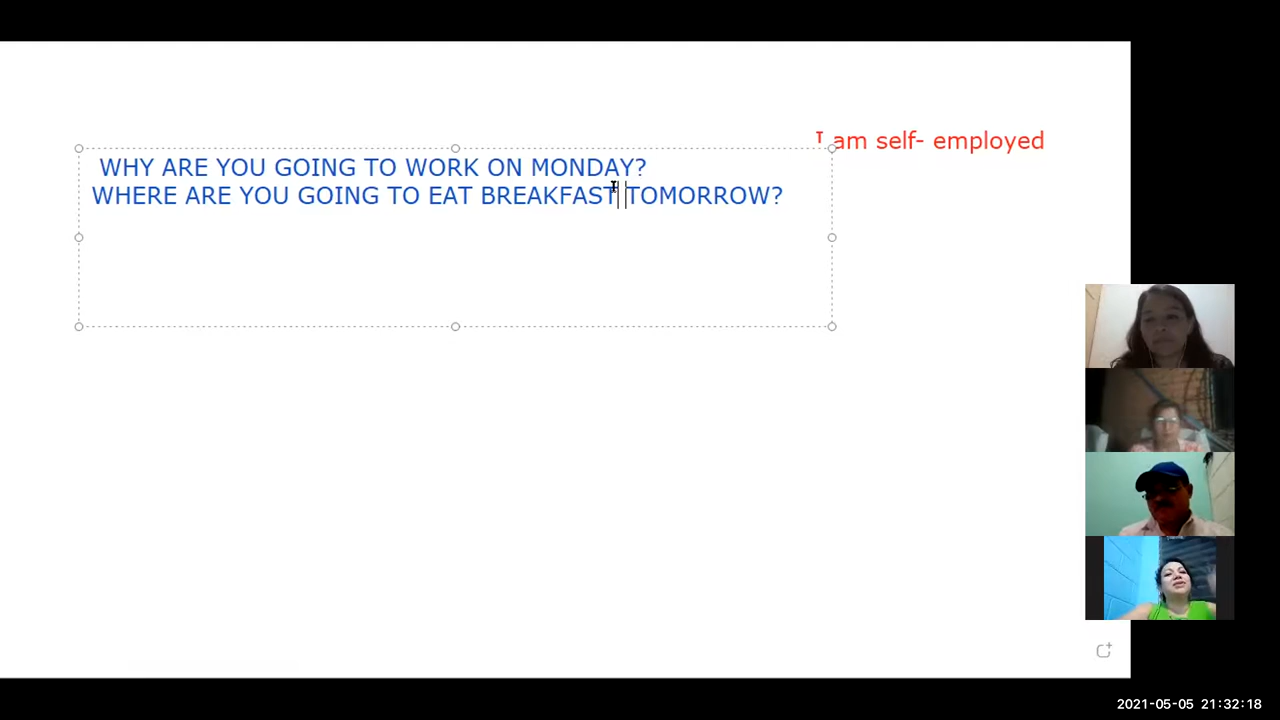 I am self- employed
WHY ARE YOU GOING TO WORK ON MONDAY?
WHERE ARE YOU GOING TO EAT BREAKFAST TOMORROW?
2021-05-05 21:32:18